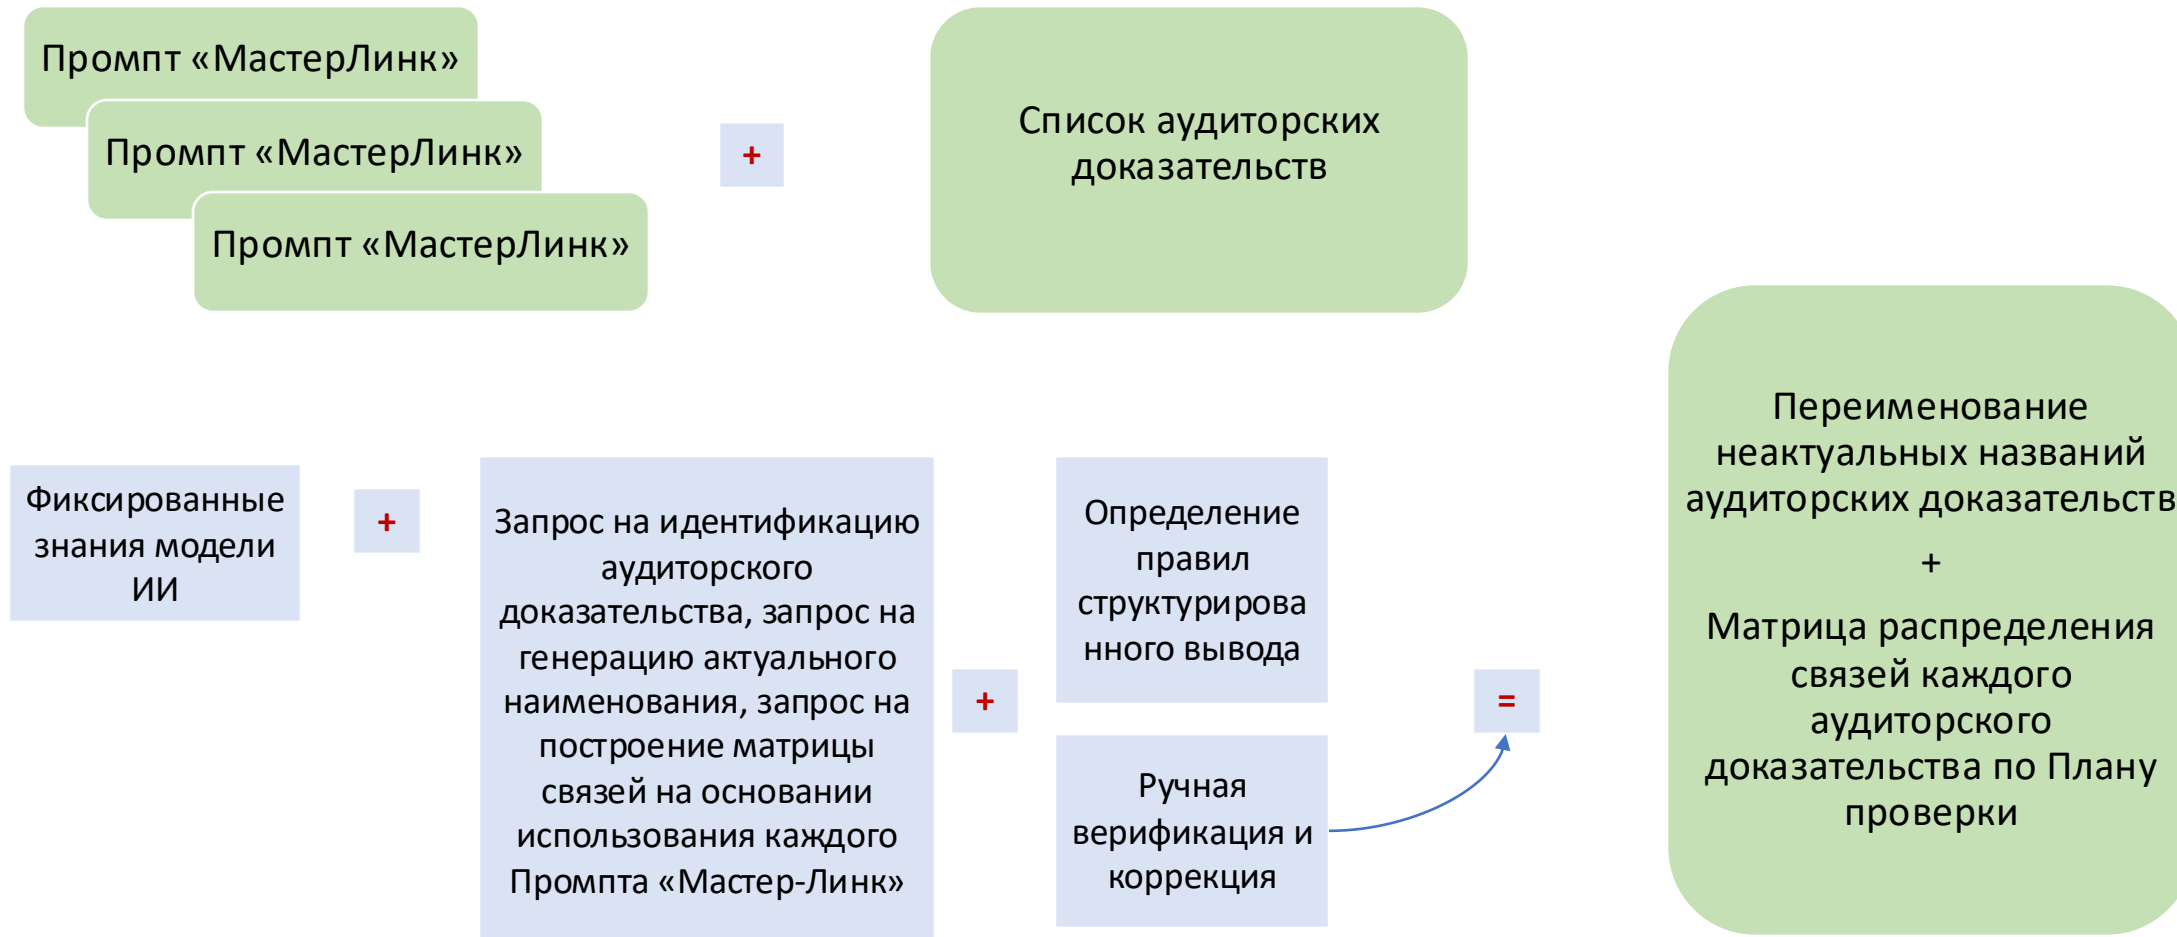 Промпт «МастерЛинк»
Промпт «МастерЛинк»
Промпт «МастерЛинк»
+
Список аудиторских
доказательств
Фиксированные
знания модели
ИИ
+
Запрос на идентификацию
аудиторского
доказательства, запрос на
генерацию актуального
наименования, запрос на
построение матрицы
связей на основании
использования каждого
Промпта «Мастер-Линк»
+
Определение
правил
структурирова
нного вывода
Ручная
верификация и
коррекция
=
Переименование
неактуальных названий
аудиторских доказательств
+
Матрица распределения
связей каждого
аудиторского
доказательства по Плану
проверки